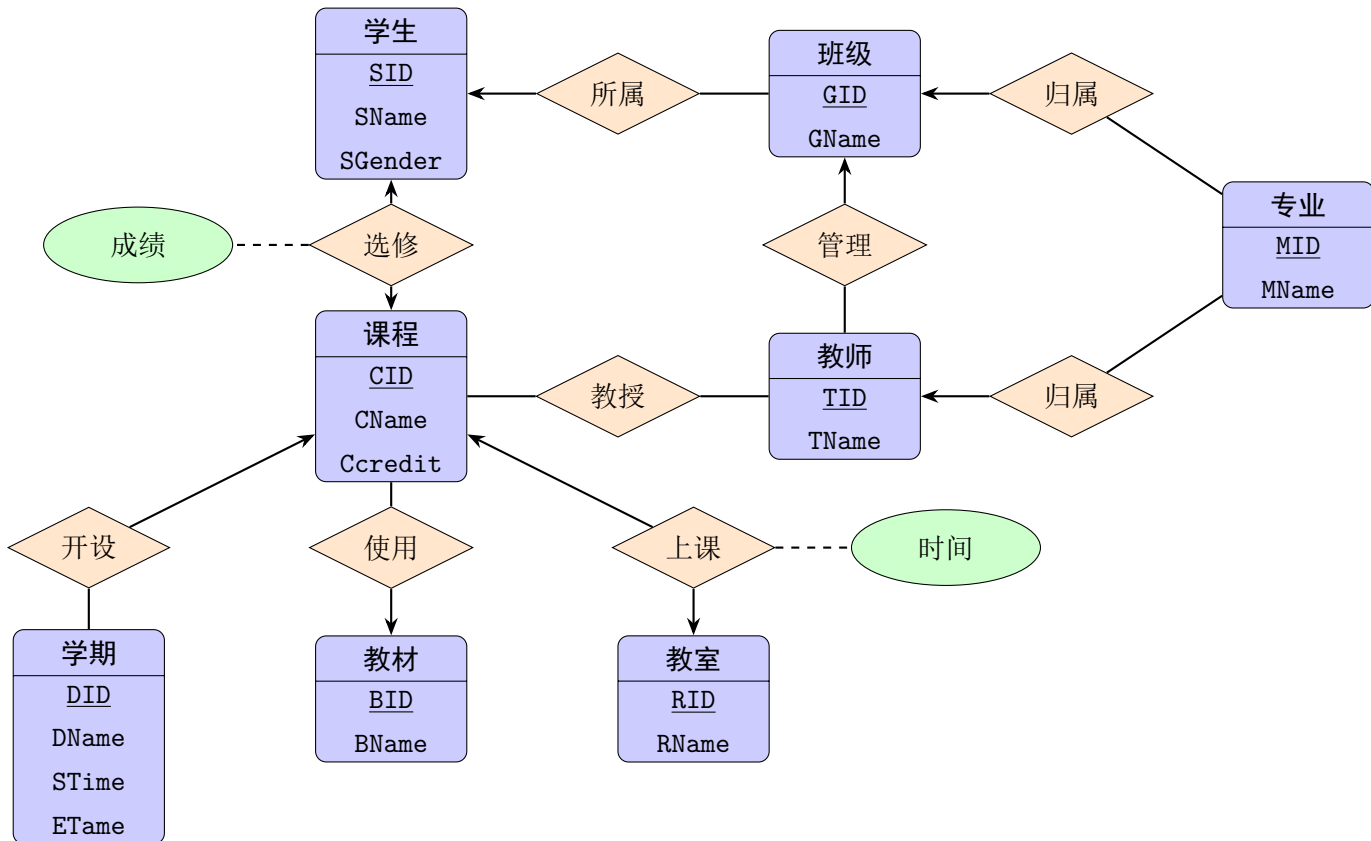 学生
SID
SName
SGender
所属
班级
GID
GName
归属
专业
MID
MName
成绩
选修
管理
课程
CID
CName
Ccredit
教授
教师
TID
TName
归属
开设
使用
上课
时间
学期
DID
DName
STime
ETame
教材
BID
BName
教室
RID
RName